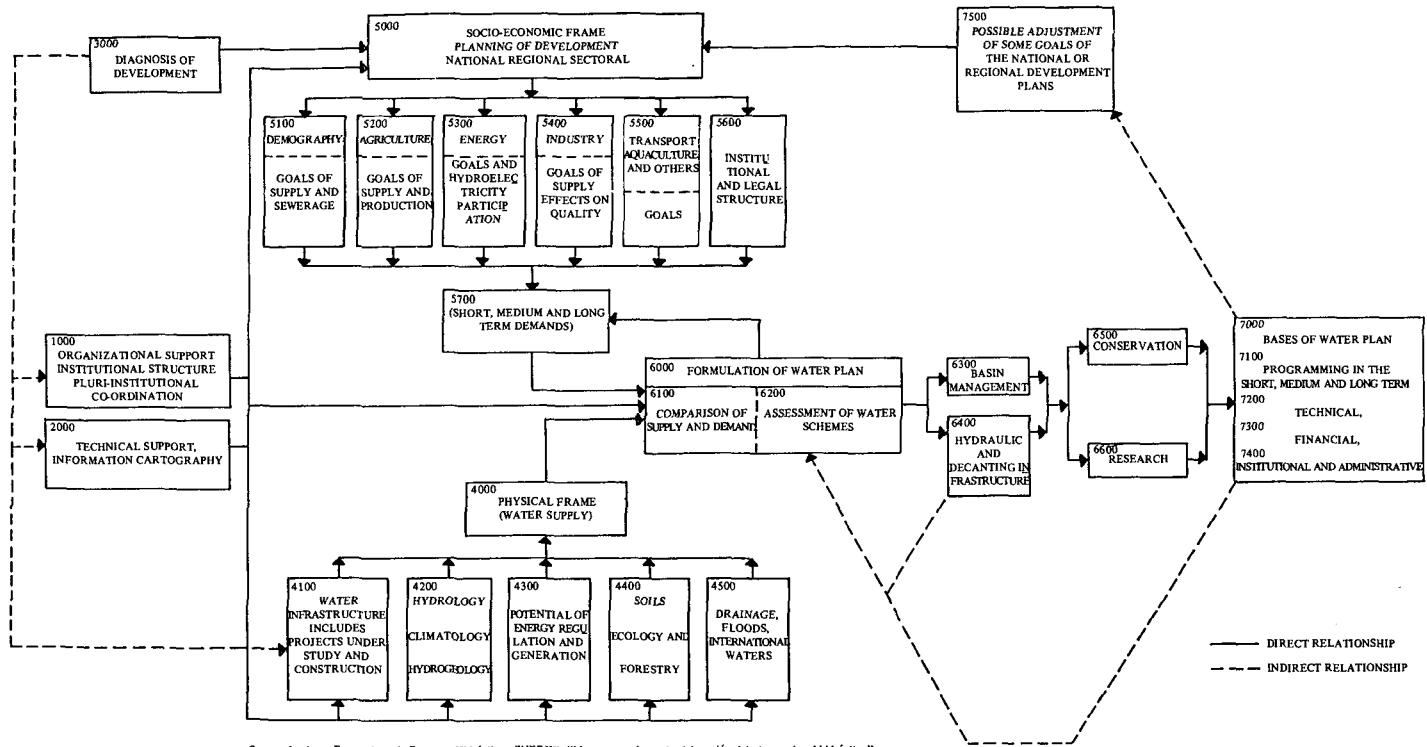 3000
DIAGNOSIS OF
DEVELOPMENT
5000
SOCIO-ECONOMIC FRAME
PLANNING OF DEVELOPMENT
NATIONAL REGIONAL SECTORAL
7500
POSSIBLE ADJUSTMENT
OF SOME GOALS OF
THE NATIONAL OR
REGIONAL DEVELOPMENT
PLANS
5100
DEMOGRAPHY
GOALS OF
SUPPLY AND
SEWERAGE
5200
AGRICULTURE
GOALS OF
SUPPLY AND
PRODUCTION
5300
ENERGY
GOALS AND
HYDROELEC
TRICITY
PARTICIP
ATION
5400
INDUSTRY
GOALS OF
SUPPLY
EFFECTS ON
QUALITY
5500
TRANSPORT
AQUACULTURE
AND OTHERS
GOALS
5600
INSTITU
TIONAL
AND LEGAL
STRUCTURE
5700
(SHORT, MEDIUM AND LONG
TERM DEMANDS)
1000
ORGANIZATIONAL SUPPORT
INSTITUTIONAL STRUCTURE
PLURI-INSTITUTIONAL
CO-ORDINATION
2000
TECHNICAL SUPPORT,
INFORMATION CARTOGRAPHY
6000
FORMULATION OF WATER PLAN
6100
COMPARISON OF
SUPPLY AND DEMAND
6200
ASSESSMENT OF WATER
SCHEMES
6300
BASIN
MANAGEMENT
6400
HYDRAULIC
AND
DECANTING IN
FRASTRUCTURE
6500
CONSERVATION
6600
RESEARCH
7000
BASES OF WATER PLAN
7100
PROGRAMMING IN THE
SHORT, MEDIUM AND LONG TERM
7200
TECHNICAL,
7300
FINANCIAL,
7400
INSTITUTIONAL AND ADMINISTRATIVE
4000
PHYSICAL FRAME
(WATER SUPPLY)
4100
WATER
INFRASTRUCTURE
INCLUDES
PROJECTS UNDER
STUDY AND
CONSTRUCTION
4200
HYDROLOGY
CLIMATOLOGY
HYDROGEOLOGY
4300
POTENTIAL OF
ENERGY REGU
LATION AND
GENERATION
4400
SOILS
ECOLOGY AND
FORESTRY
4500
DRAINAGE,
FLOODS,
INTERNATIONAL
WATERS
DIRECT RELATIONSHIP
INDIRECT RELATIONSHIP